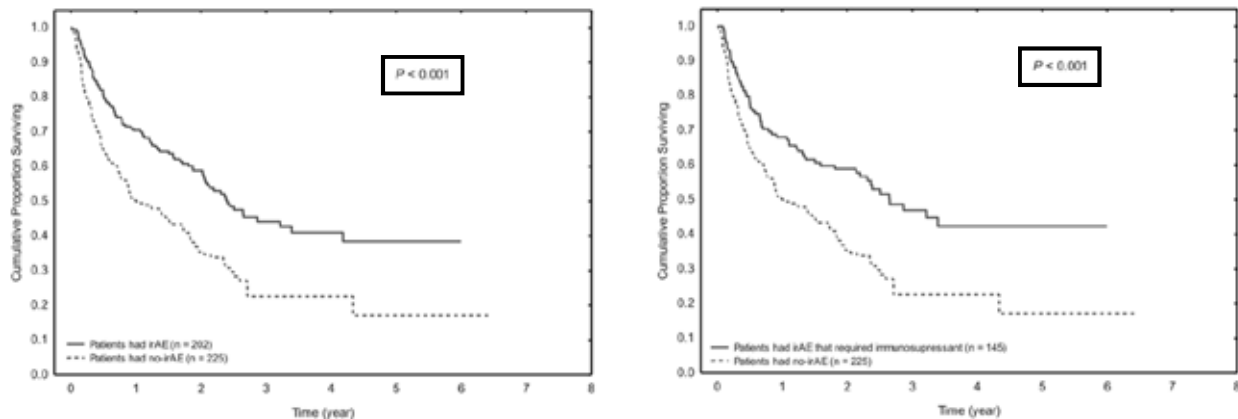 Cumulative Proportion Surviving
1.0
0.9
0.8
0.7
0.6
0.5
0.4
0.3
0.2
0.1
0.0
P < 0.001
Patients had irAE (n = 202)
Patients had no-irAE (n = 225)
0 1 2 3 4 5 6 7 8
Time (year)
Cumulative Proportion Surviving
1.0
0.9
0.8
0.7
0.6
0.5
0.4
0.3
0.2
0.1
0.0
P < 0.001
Patients had irAE that required immunosupressant (n = 145)
Patients had no-irAE (n = 225)
0 1 2 3 4 5 6 7 8
Time (year)